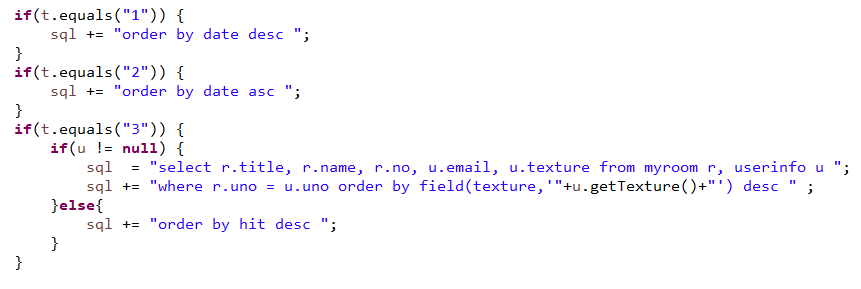 if(t.equals("1")) {
    sql += "order by date desc ";
}
if(t.equals("2")) {
    sql += "order by date asc ";
}
if(t.equals("3")) {
    if(u != null) {
        sql  = "select r.title, r.name, r.no, u.email, u.texture from myroom r, userinfo u ";
        sql += "where r.uno = u.uno order by field(texture,'"+u.getTexture()+"') desc " ;
    }else{
        sql += "order by hit desc ";
    }
}